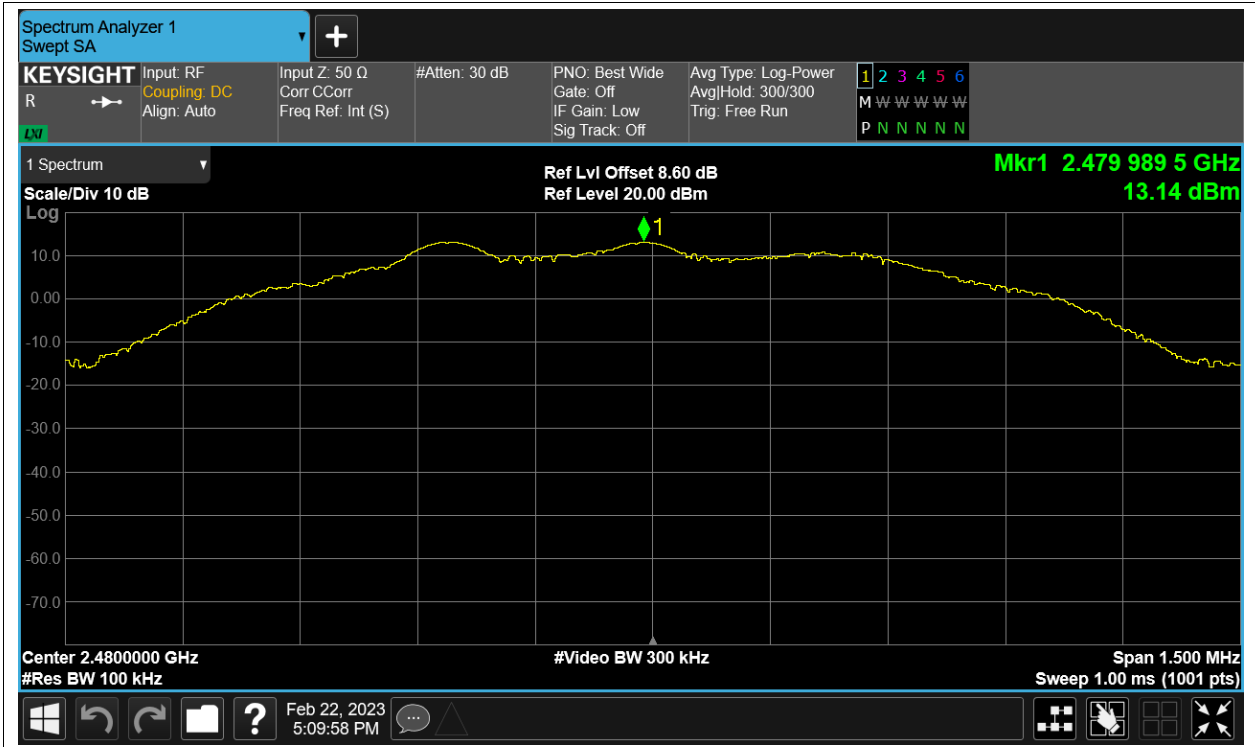 Spectrum Analyzer 1
Swept SA
KEYSIGHT
R
LXI
Input: RF
Coupling: DC
Align: Auto
Input Z: 50 Ω
Corr CCorr
Freq Ref: Int (S)
#Atten: 30 dB
PNO: Best Wide
Gate: Off
IF Gain: Low
Sig Track: Off
Avg Type: Log-Power
Avg|Hold: 300/300
Trig: Free Run
1 2 3 4 5 6
M W W W W W
P N N N N N
1 Spectrum
Scale/Div 10 dB
Log
Ref Lvl Offset 8.60 dB
Ref Level 20.00 dBm
Mkr1 2.479 989 5 GHz
13.14 dBm
1
10.0
0.00
-10.0
-20.0
-30.0
-40.0
-50.0
-60.0
-70.0
Center 2.4800000 GHz
#Res BW 100 kHz
#Video BW 300 kHz
Span 1.500 MHz
Sweep 1.00 ms (1001 pts)
?
Feb 22, 2023
5:09:58 PM